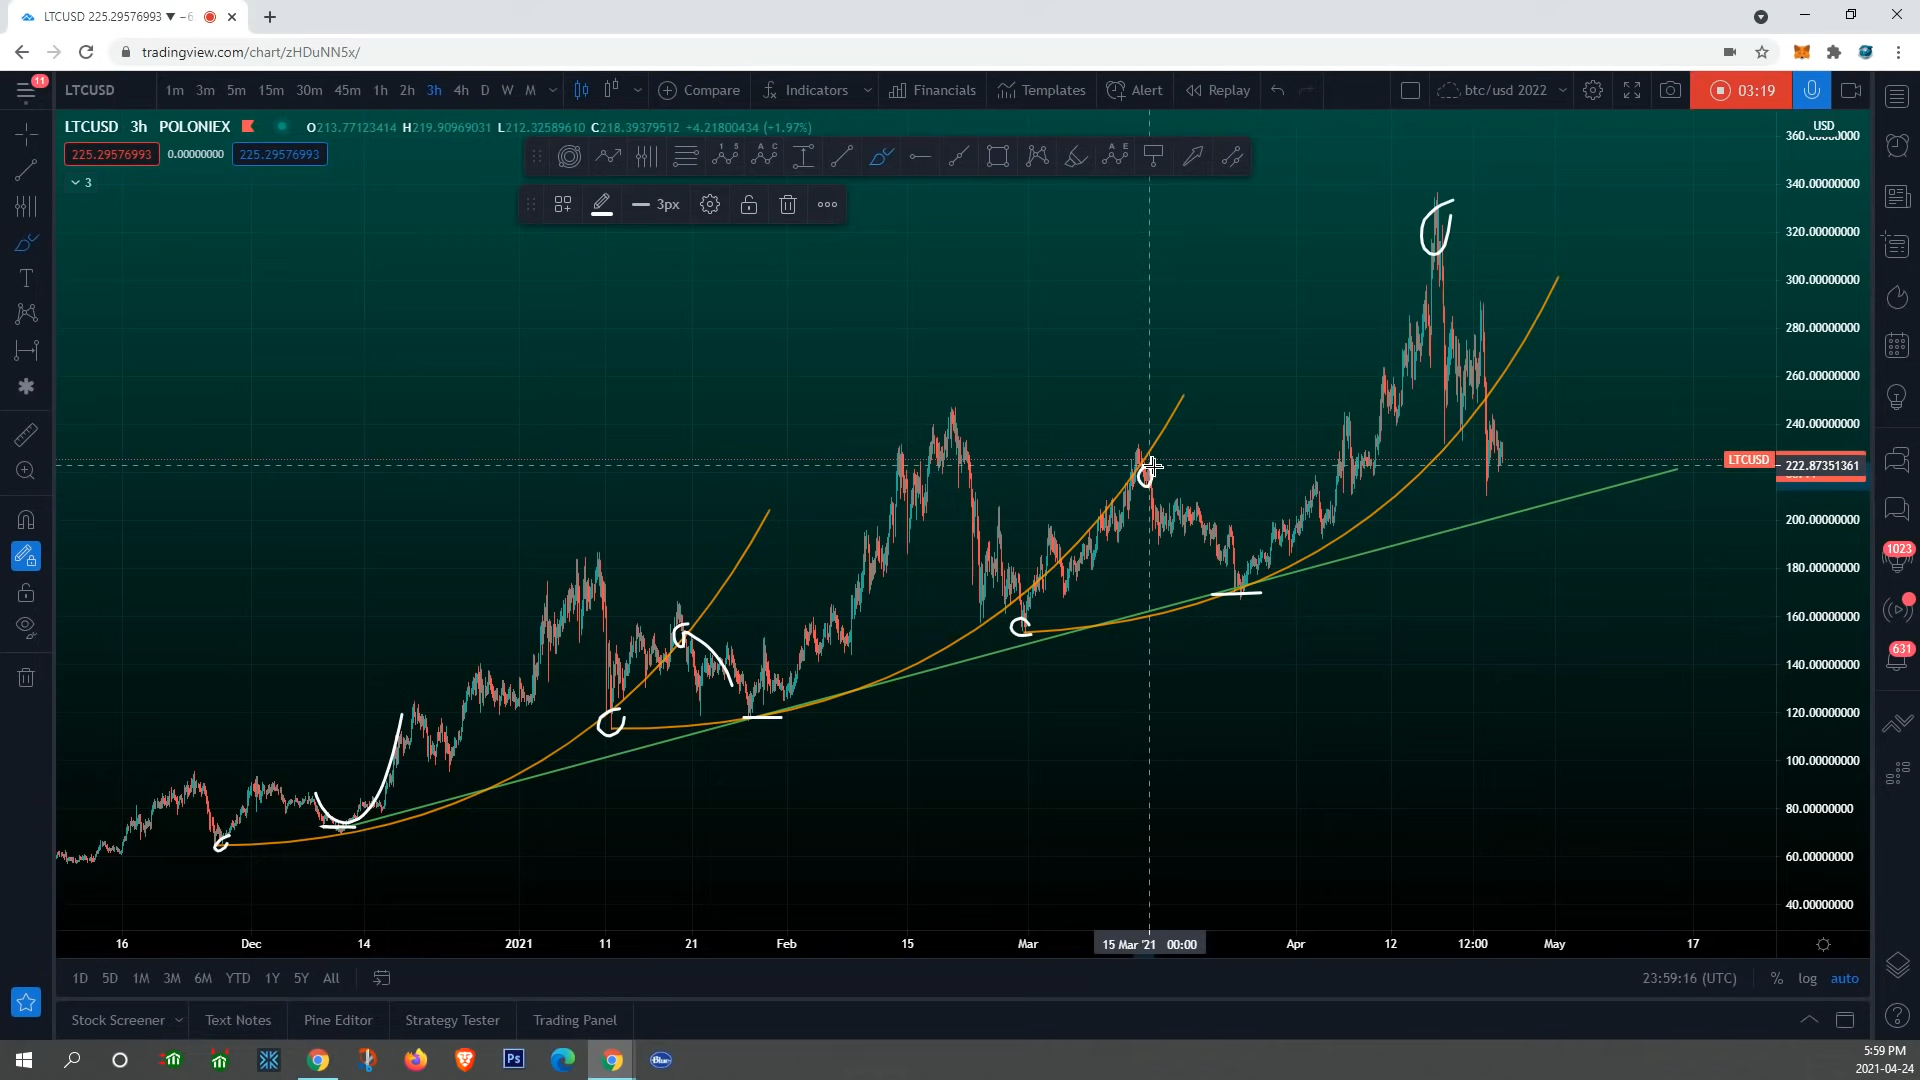 LTCUSD 225.29576993 ▼ −6
tradingview.com/chart/zHDuNN5x/
11
LTCUSD 1m 3m 5m 15m 30m 45m 1h 2h 3h 4h D W M Compare Indicators Financials Templates Alert Replay btc/usd 2022 03:19
LTCUSD 3h POLONIEX O213.77123414 H219.90969031 L212.32589610 C218.39379512 +4.21800434 (+1.97%)
USD
225.29576993 0.00000000 225.29576993
3
3px
340.00000000
320.00000000
300.00000000
280.00000000
260.00000000
240.00000000
LTCUSD
222.87351361
200.00000000
180.00000000
160.00000000
140.00000000
120.00000000
100.00000000
80.00000000
60.00000000
40.00000000
1023
631
16 Dec 14 2021 11 21 Feb 15 Mar 15 Mar '21 00:00 Apr 12 12:00 May 17
1D 5D 1M 3M 6M YTD 1Y 5Y All 23:59:16 (UTC) % log auto
Stock Screener Text Notes Pine Editor Strategy Tester Trading Panel
Ps
Blue
5:59 PM
2021-04-24